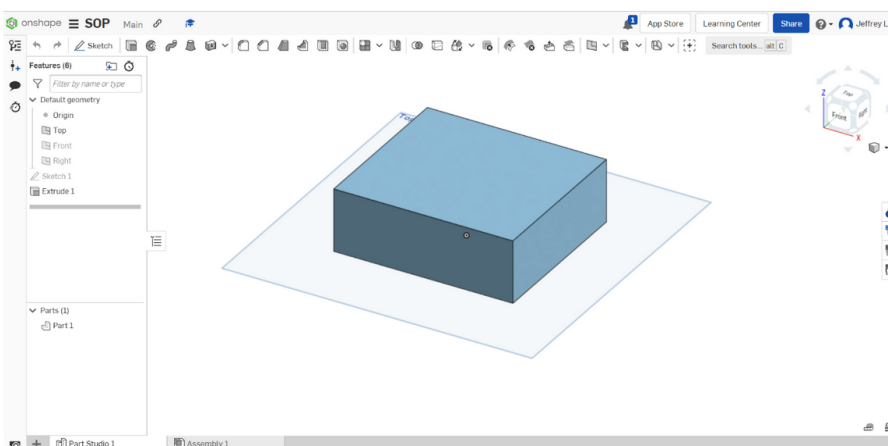 onshape SOP Main 1 App Store Learning Center Share Jeffrey L
Sketch Search tools... alt C
Features (6)
Filter by name or type
Default geometry
Origin
Top
Front
Right
Sketch 1
Extrude 1
Top
Z
Top
Front
Right
X
Parts (1)
Part 1
Part Studio 1 Assembly 1